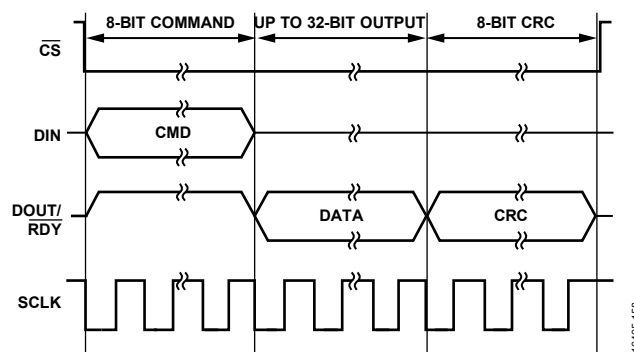 8-BIT COMMAND UP TO 32-BIT OUTPUT 8-BIT CRC
CS
DIN CMD
DOUT/
RDY DATA CRC
SCLK